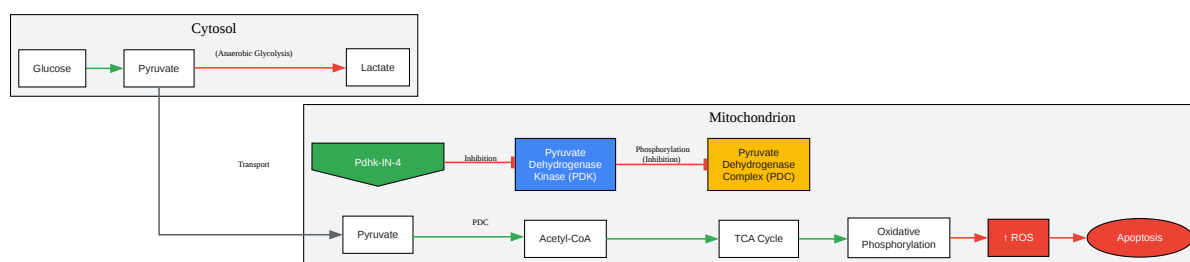 Cytosol
Glucose
Pyruvate
(Anaerobic Glycolysis)
Lactate
Transport
Mitochondrion
Pdhk-IN-4
Inhibition
Pyruvate
Dehydrogenase
Kinase (PDK)
Phosphorylation
(Inhibition)
Pyruvate
Dehydrogenase
Complex (PDC)
Pyruvate
PDC
Acetyl-CoA
TCA Cycle
Oxidative
Phosphorylation
↑ ROS
Apoptosis